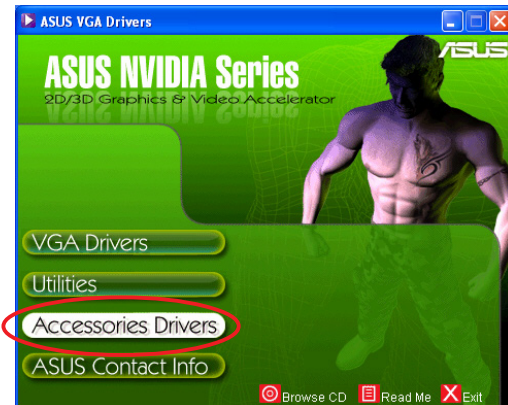 ASUS VGA Drivers
ASUS
ASUS NVIDIA Series
2D/3D Graphics & Video Accelerator
VGA Drivers
Utilities
Accessories Drivers
ASUS Contact Info
Browse CD Read Me X Exit